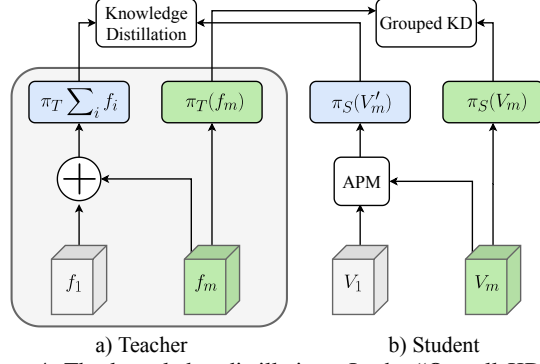 Knowledge
Distillation
Grouped KD
π_T ∑_i f_i
π_T(f_m)
π_S(V'_m)
π_S(V_m)
APM
f_1
f_m
V_1
V_m
a) Teacher
b) Student